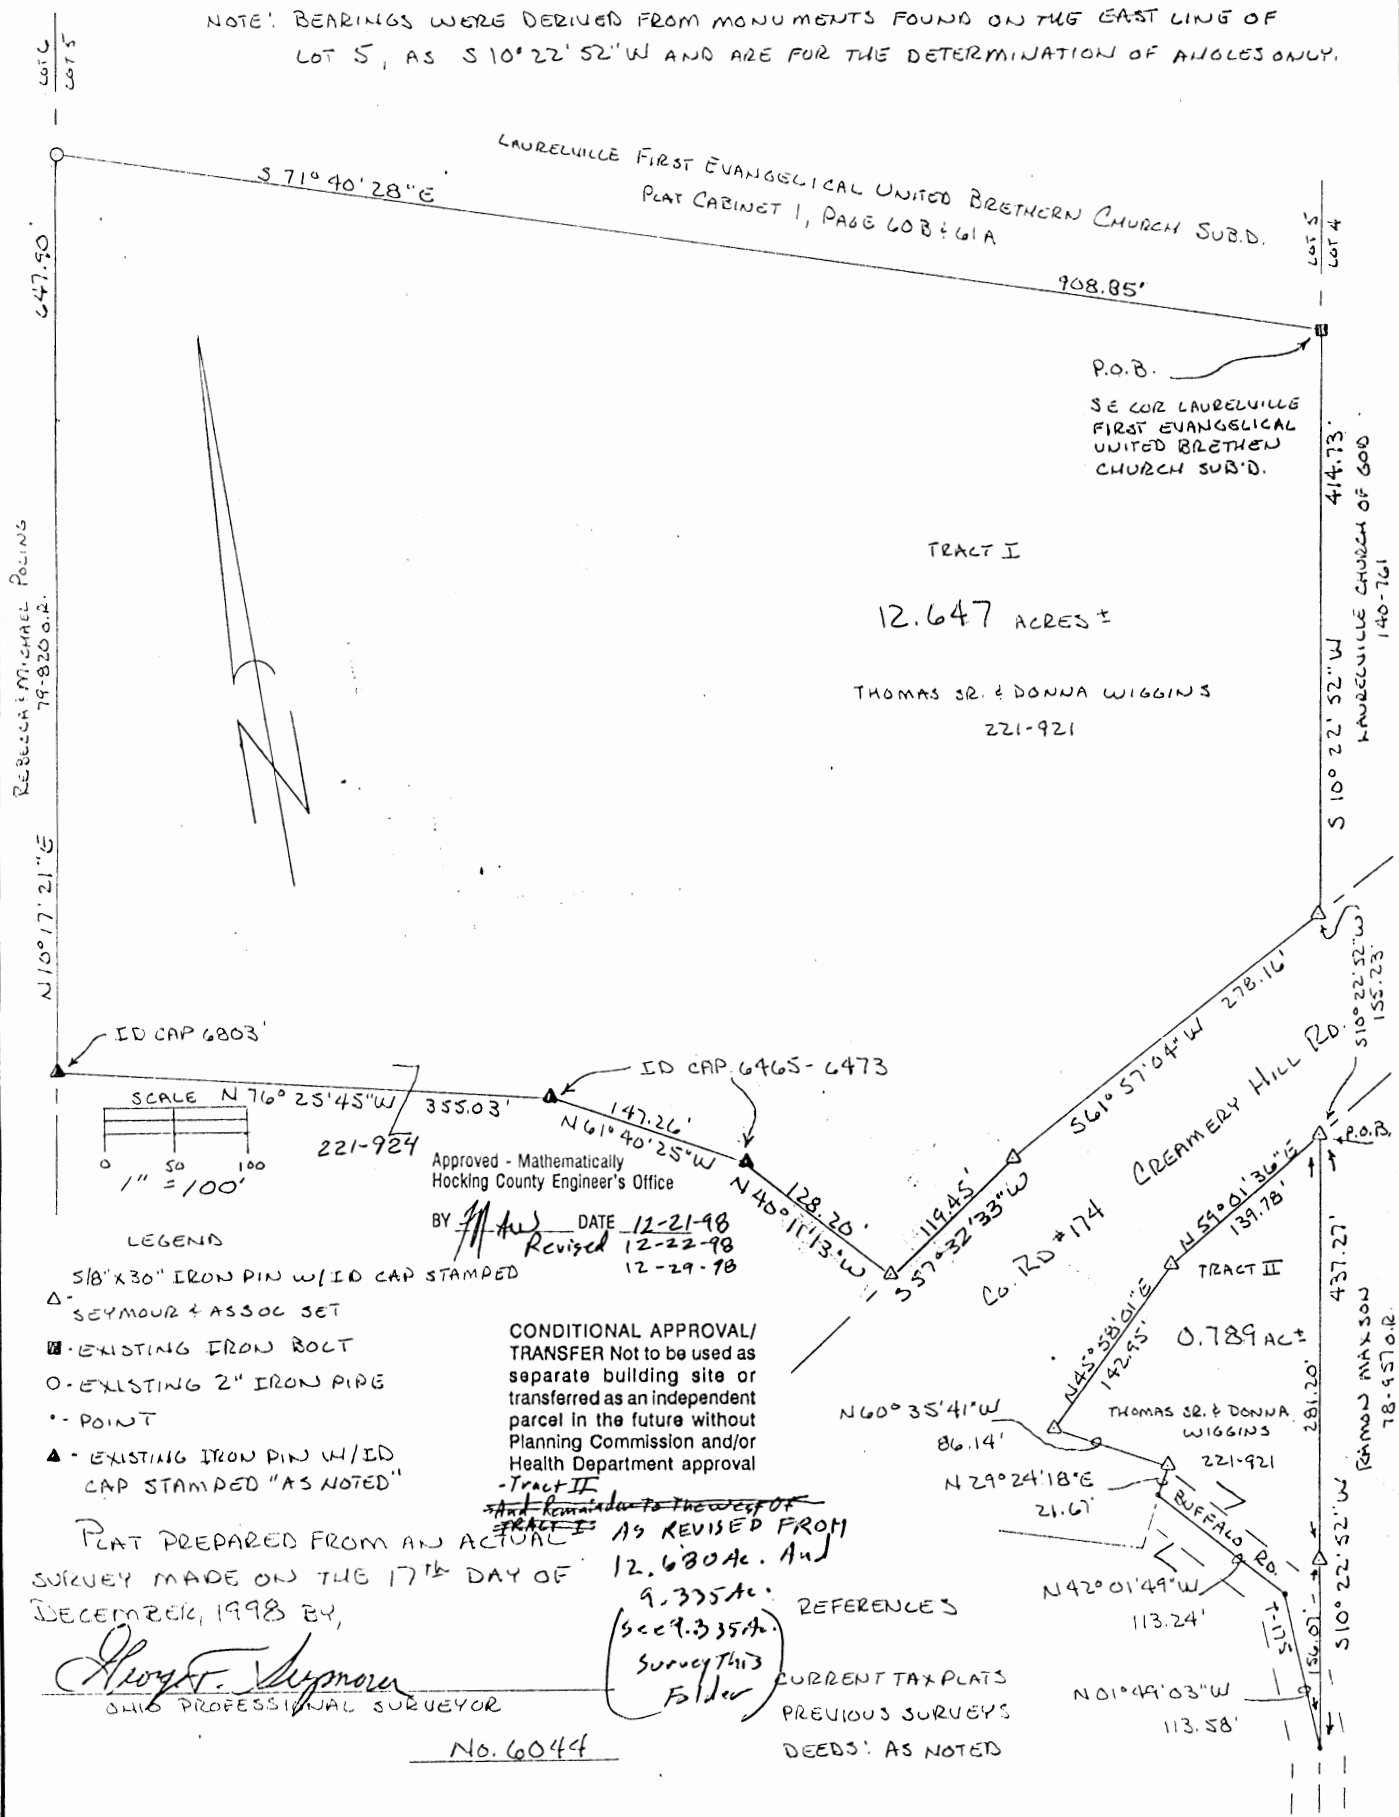 NOTE: BEARINGS WERE DERIVED FROM MONUMENTS FOUND ON THE EAST LINE OF
LOT 5, AS S 10° 22' 52" W AND ARE FOR THE DETERMINATION OF ANGLES ONLY.
LOT 6
LOT 5
LAURELVILLE FIRST EVANGELICAL UNITED BRETHERN CHURCH SUB.D.
PLAT CABINET 1, PAGE 60B & 61A
S 71° 40' 28" E
908.85'
LOT 5
LOT 4
647.90'
P.O.B.
SE COR LAURELVILLE
FIRST EVANGELICAL
UNITED BRETHEN
CHURCH SUB'D.
414.73'
S 10° 22' 52" W
LAURELVILLE CHURCH OF GOD
140-761
TRACT I
12.647 ACRES ±
THOMAS SR. & DONNA WIGGINS
221-921
REBECCA & MICHAEL POLING
79-820 O.R.
N 10° 17' 21" E
N
ID CAP 6803'
ID CAP 6465-6473
N 76° 25' 45" W 355.03'
221-924
147.26'
N 61° 40' 25" W
128.20'
N 40° 11' 13" W
119.45'
S 57° 32' 33" W
S 61° 57' 04" W 278.16'
CO. RD #174 CREAMERY HILL RD.
S 10° 22' 52" W
155.23'
P.O.B.
SCALE
0 50 100
1" = 100'
Approved - Mathematically
Hocking County Engineer's Office
BY DATE 12-21-98
Revised 12-22-98
12-29-98
LEGEND
5/8" X 30" IRON PIN W/ID CAP STAMPED
△ - SEYMOUR & ASSOC SET
■ - EXISTING IRON BOLT
O - EXISTING 2" IRON PIPE
• - POINT
▲ - EXISTING IRON PIN W/ID
CAP STAMPED "AS NOTED"
CONDITIONAL APPROVAL/
TRANSFER Not to be used as
separate building site or
transferred as an independent
parcel in the future without
Planning Commission and/or
Health Department approval
- Tract II
And Remainder To The West Of
TRACT I
AS REVISED FROM
12.680 Ac. And
9.335 Ac.
(See 9.335 Ac.
Survey This
Folder)
N 59° 01' 36" E
139.78'
TRACT II
0.789 AC ±
N 45° 58' 01" E
142.95'
THOMAS SR. & DONNA
WIGGINS
221-921
437.27'
281.20'
RAMON MAXSON
78-957 O.R.
N 60° 35' 41" W
86.14'
N 29° 24' 18" E
21.67'
BUFFALO RD.
T-175
N 42° 01' 49" W
113.24'
156.07'
S 10° 22' 52" W
N 01° 49' 03" W
113.58'
PLAT PREPARED FROM AN ACTUAL
SURVEY MADE ON THE 17th DAY OF
DECEMBER, 1998 BY,
George F. Seymour
OHIO PROFESSIONAL SURVEYOR
No. 6044
REFERENCES
CURRENT TAX PLATS
PREVIOUS SURVEYS
DEEDS: AS NOTED